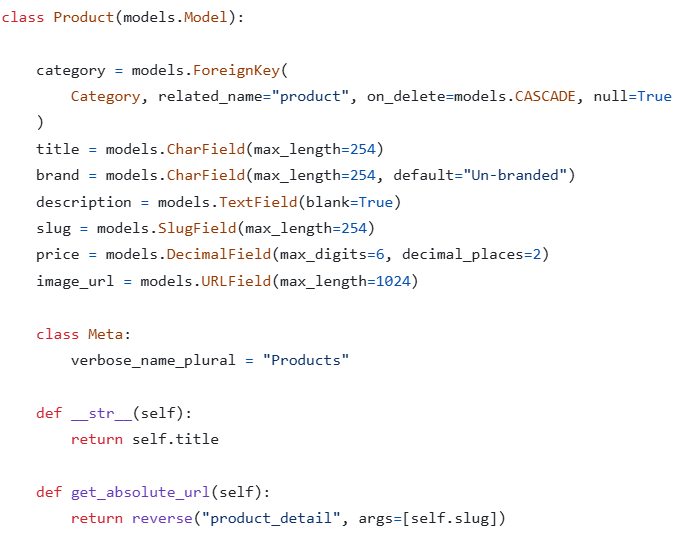 class Product(models.Model):
category = models.ForeignKey(
Category, related_name="product", on_delete=models.CASCADE, null=True
)
title = models.CharField(max_length=254)
brand = models.CharField(max_length=254, default="Un-branded")
description = models.TextField(blank=True)
slug = models.SlugField(max_length=254)
price = models.DecimalField(max_digits=6, decimal_places=2)
image_url = models.URLField(max_length=1024)
class Meta:
verbose_name_plural = "Products"
def __str__(self):
return self.title
def get_absolute_url(self):
return reverse("product_detail", args=[self.slug])